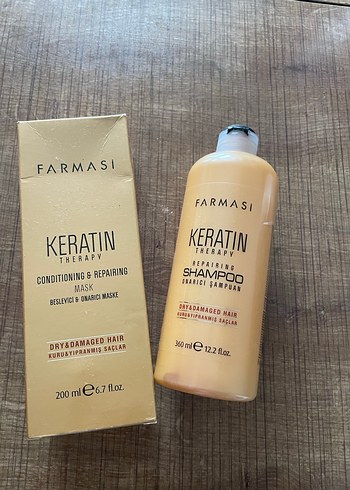 FARMASI
KERATIN
THERAPY
CONDITIONING & REPAIRING
MASK
BESLEYİCİ & ONARICI MASKE
DRY&DAMAGED HAIR
KURU&YIPRANMIŞ SAÇLAR
200 ml e 6.7 fl.oz.
FARMASI
KERATIN
THERAPY
REPAIRING
SHAMPOO
ONARICI ŞAMPUAN
DRY&DAMAGED HAIR
KURU&YIPRANMIŞ SAÇLAR
360 ml e 12.2 fl.oz.